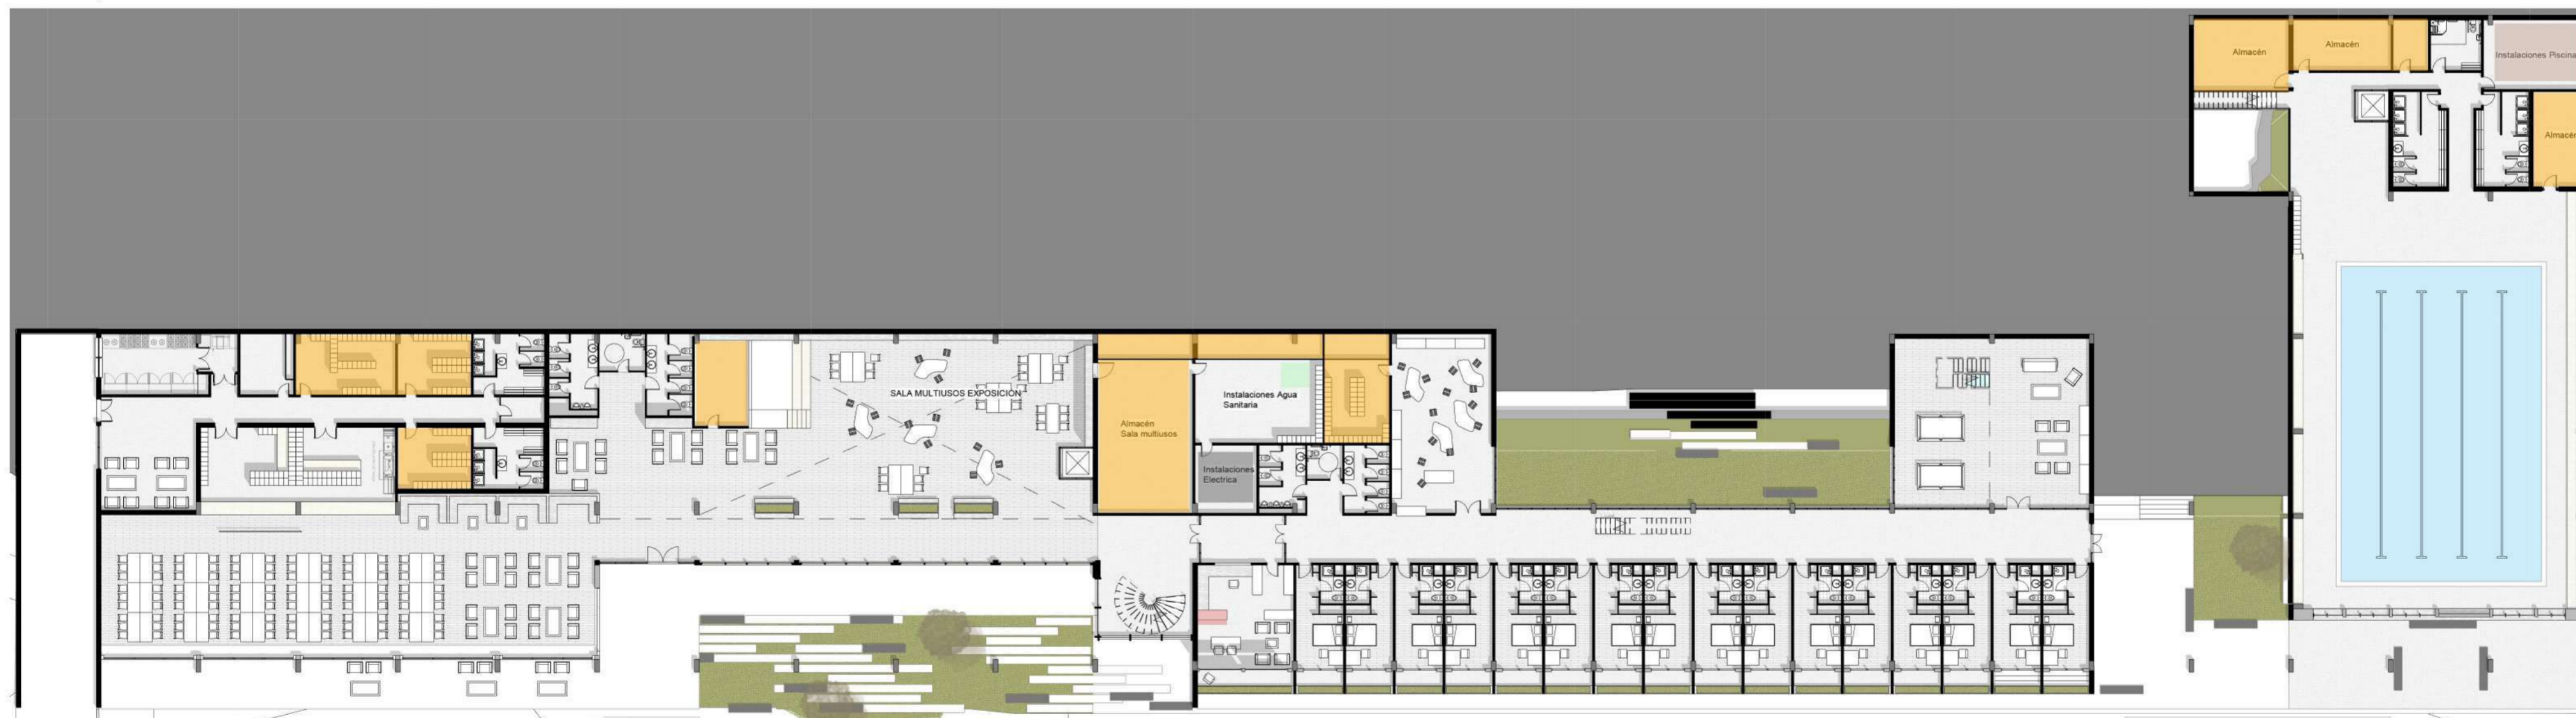 Almacén
Almacén
Instalaciones Piscina
Almacén
SALA MULTIUSOS EXPOSICIÓN
Instalaciones Agua
Sanitaria
Almacén
Sala multiusos
Instalaciones
Electrica